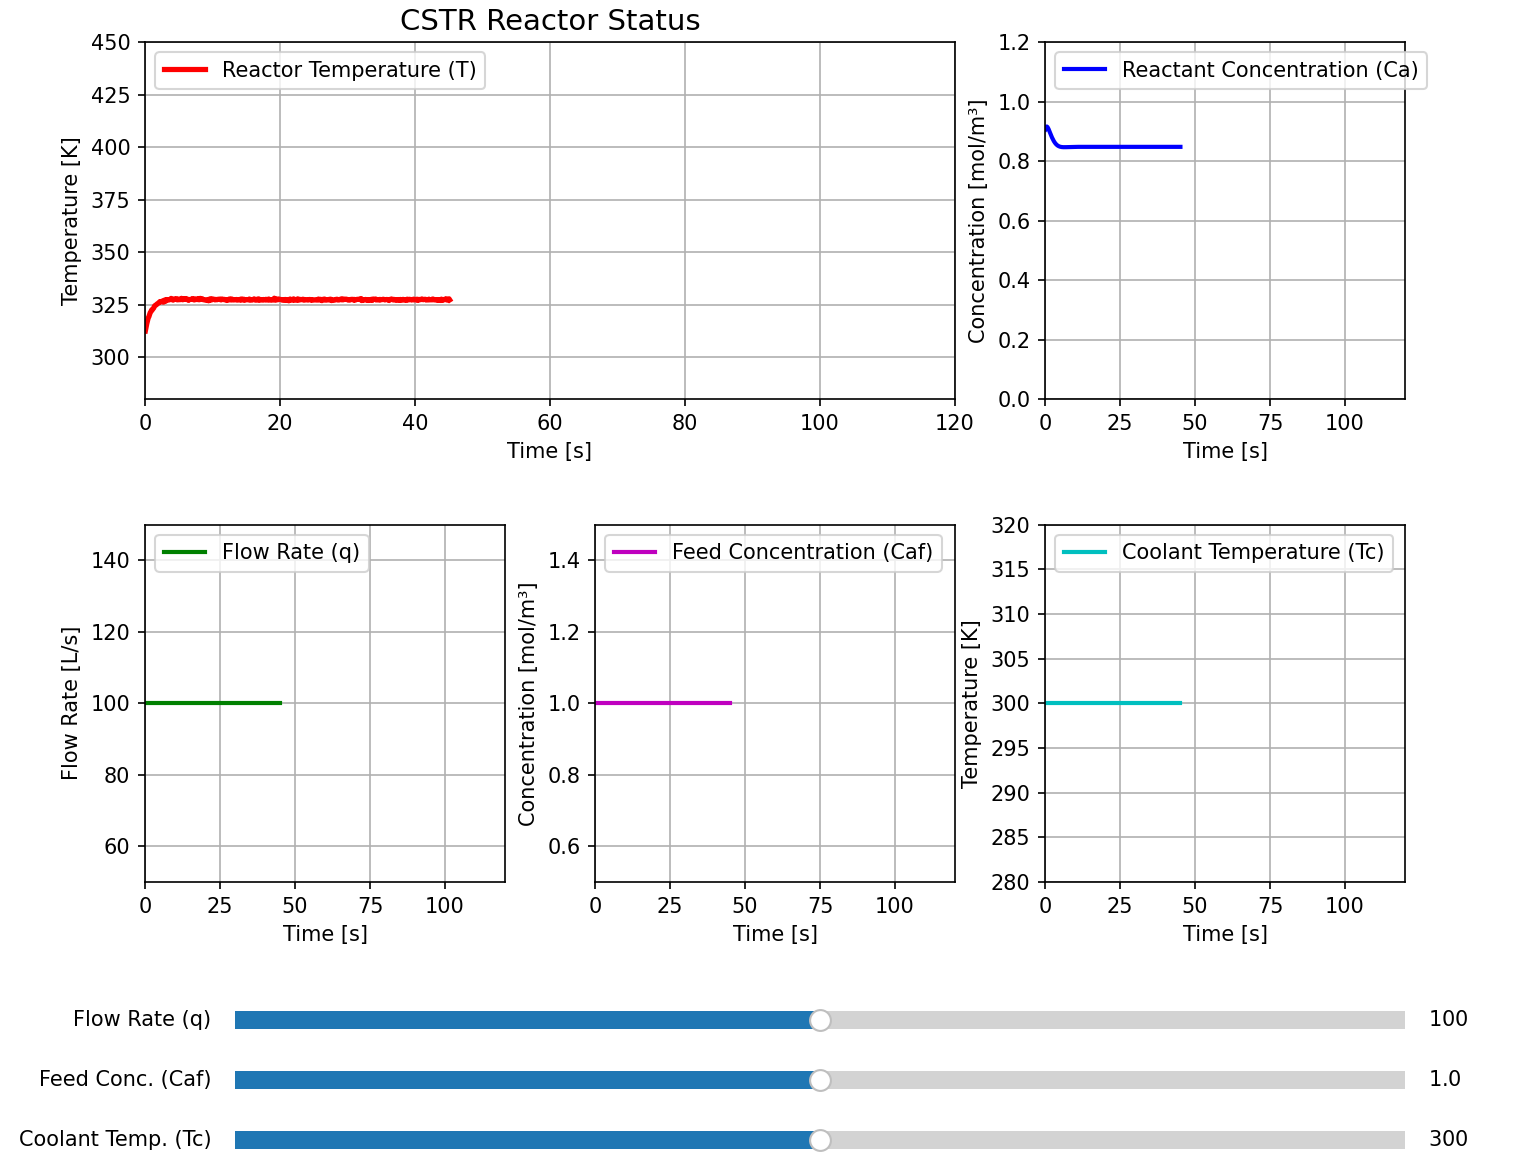 CSTR Reactor Status
450
425
400
375
350
325
300
Temperature [K]
Reactor Temperature (T)
0 20 40 60 80 100 120
Time [s]
1.2
1.0
0.8
0.6
0.4
0.2
0.0
Concentration [mol/m³]
Reactant Concentration (Ca)
0 25 50 75 100
Time [s]
140
120
100
80
60
Flow Rate [L/s]
Flow Rate (q)
0 25 50 75 100
Time [s]
1.4
1.2
1.0
0.8
0.6
Concentration [mol/m³]
Feed Concentration (Caf)
0 25 50 75 100
Time [s]
320
315
310
305
300
295
290
285
280
Temperature [K]
Coolant Temperature (Tc)
0 25 50 75 100
Time [s]
Flow Rate (q) 100
Feed Conc. (Caf) 1.0
Coolant Temp. (Tc) 300